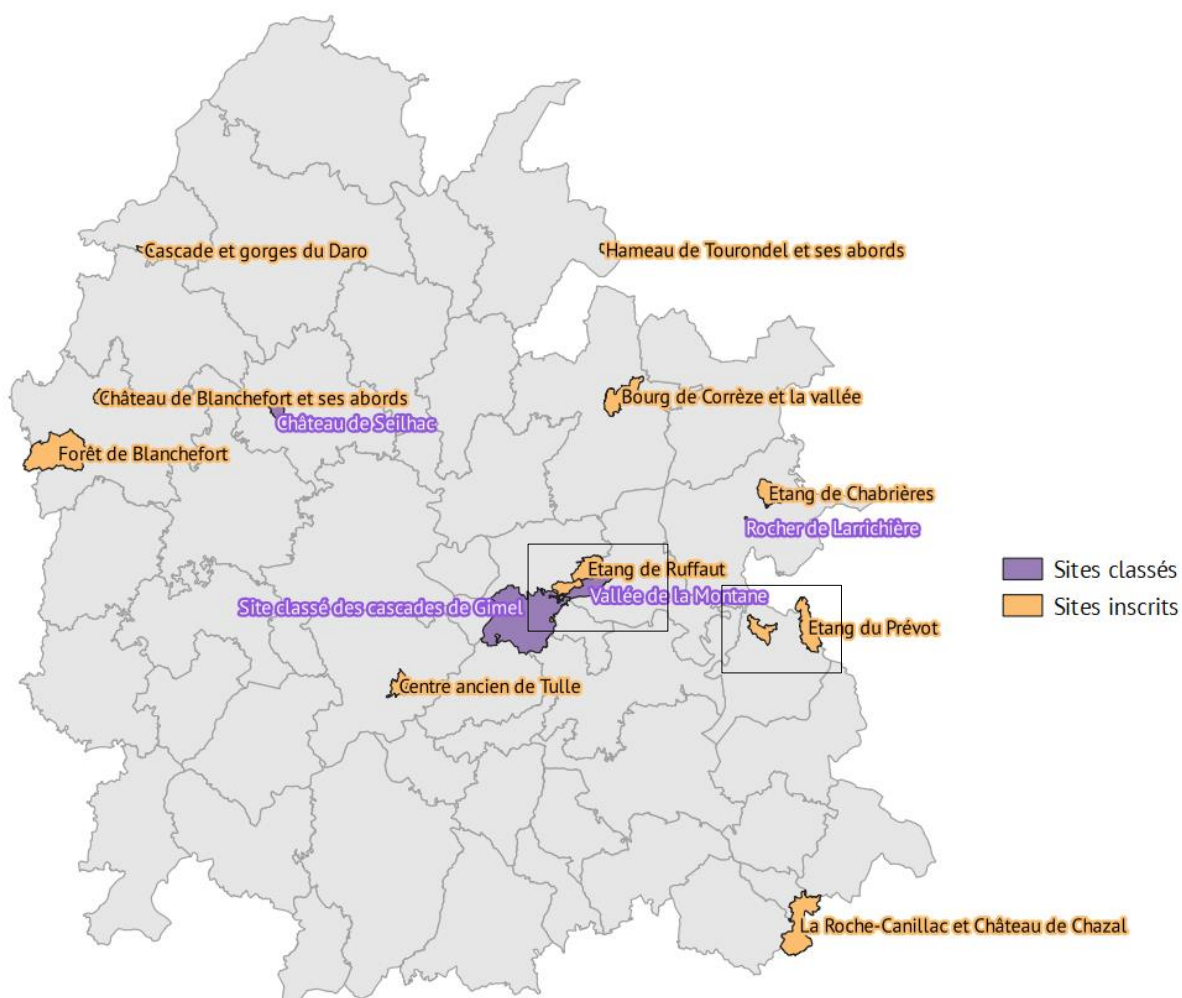 Cascade et gorges du Daro
Hameau de Tourondel et ses abords
Château de Blanchefort et ses abords
Bourg de Corrèze et la vallée
Château de Seilhac
Forêt de Blanchefort
Etang de Chabrières
Rocher de Larrichière
Etang de Ruffaut
Sites classés
Vallée de la Montane
Site classé des cascades de Gimel
Sites inscrits
Etang du Prévot
Centre ancien de Tulle
La Roche-Canillac et Château de Chazal